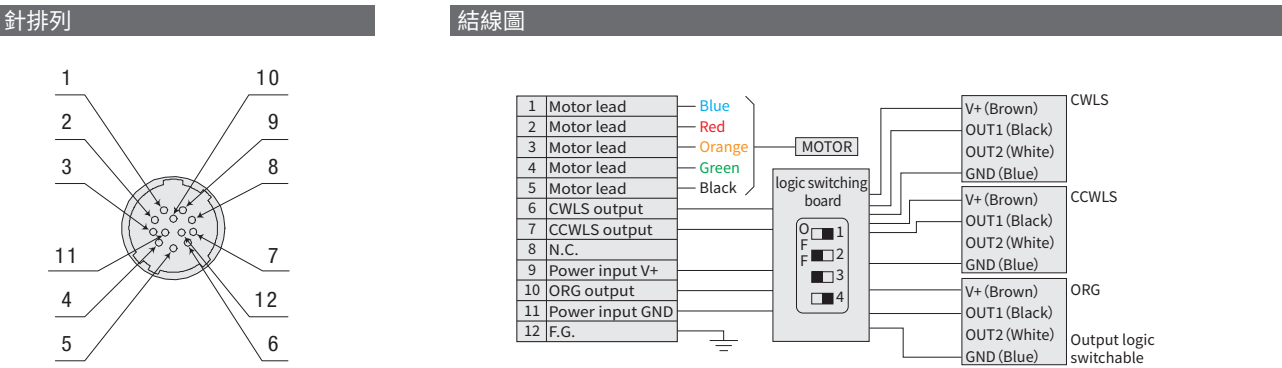 針排列
1
2
3
11
4
5
10
9
8
7
12
6
結線圖
1 Motor lead Blue
2 Motor lead Red
3 Motor lead Orange
4 Motor lead Green
5 Motor lead Black
6 CWLS output
7 CCWLS output
8 N.C.
9 Power input V+
10 ORG output
11 Power input GND
12 F.G.
MOTOR
logic switching
board
OFF
1
2
3
4
V+(Brown)
OUT1(Black)
OUT2(White)
GND(Blue)
CWLS
V+(Brown)
OUT1(Black)
OUT2(White)
GND(Blue)
CCWLS
V+(Brown)
OUT1(Black)
OUT2(White)
GND(Blue)
ORG
Output logic
switchable